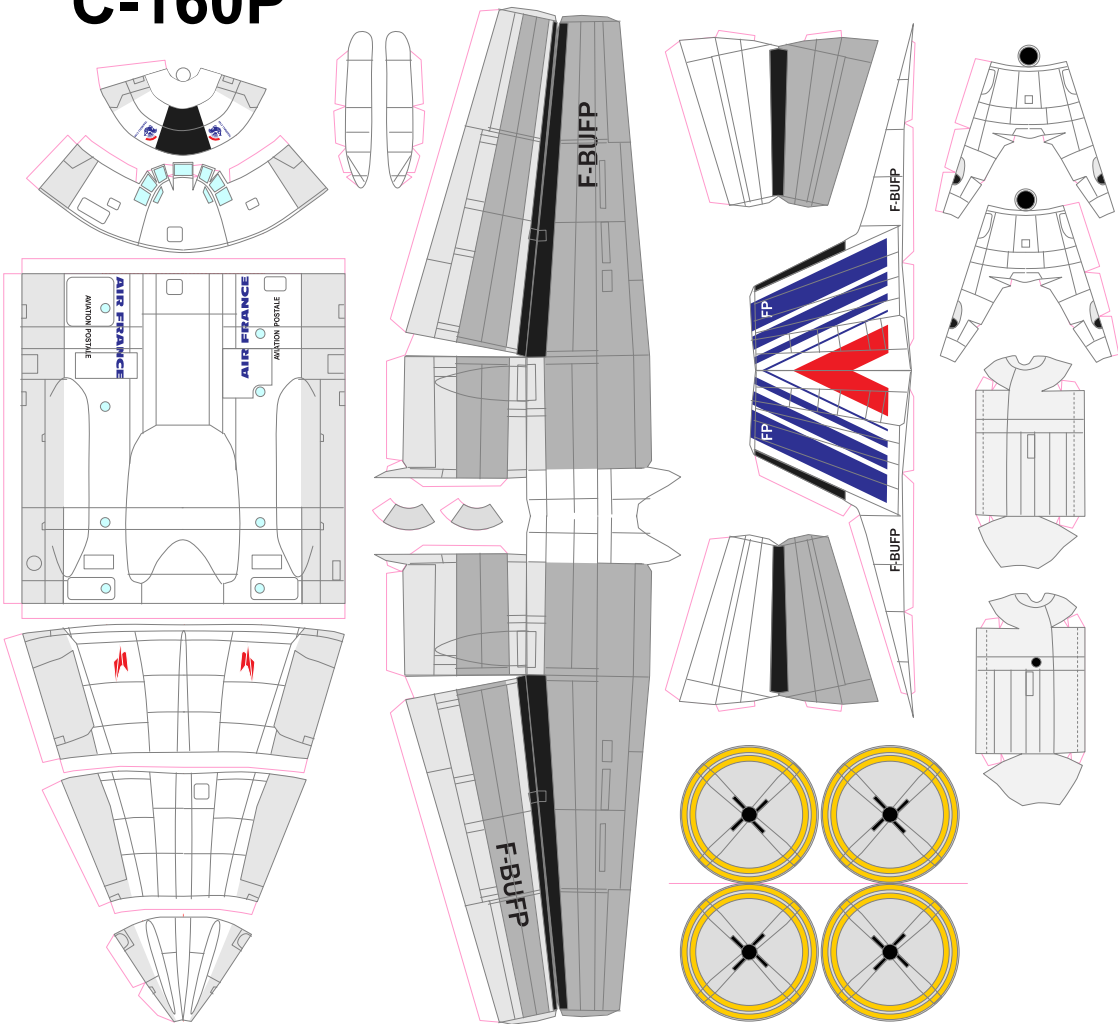 C-160P
AIR FRANCE
AVIATION POSTALE
AIR FRANCE
AVIATION POSTALE
F-BUFP
F-BUFP
F-BUFP
FP
FP
F-BUFP